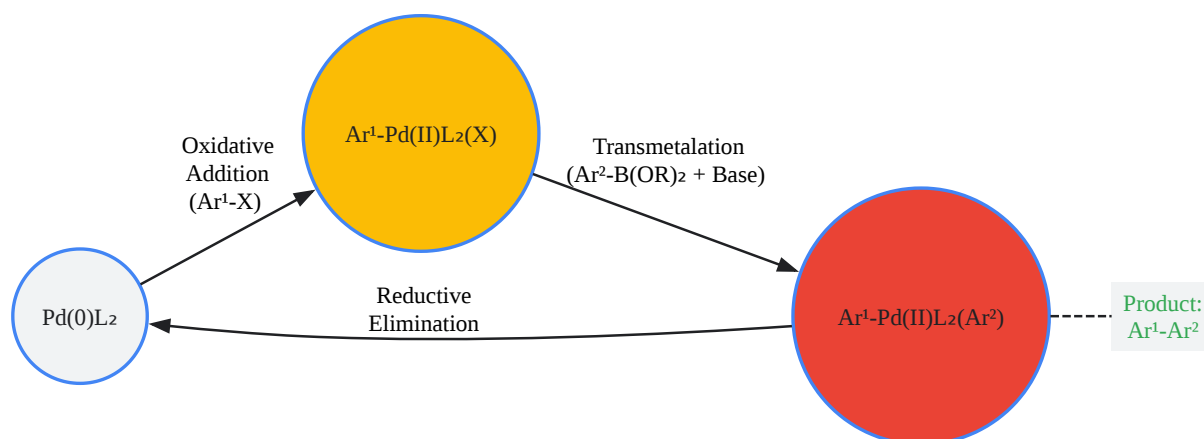 Ar¹-Pd(II)L₂(X)
Oxidative
Addition
(Ar¹-X)
Transmetalation
(Ar²-B(OR)₂ + Base)
Pd(0)L₂
Reductive
Elimination
Ar¹-Pd(II)L₂(Ar²)
Product:
Ar¹-Ar²